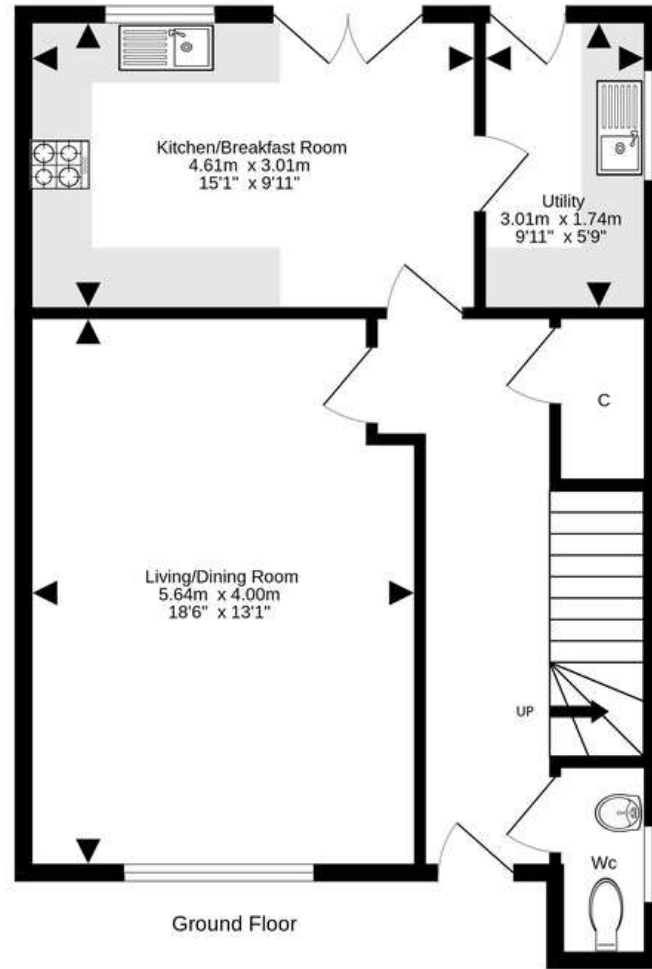 Kitchen/Breakfast Room
4.61m x 3.01m
15'1" x 9'11"
Utility
3.01m x 1.74m
9'11" x 5'9"
C
Living/Dining Room
5.64m x 4.00m
18'6" x 13'1"
UP
Wc
Ground Floor